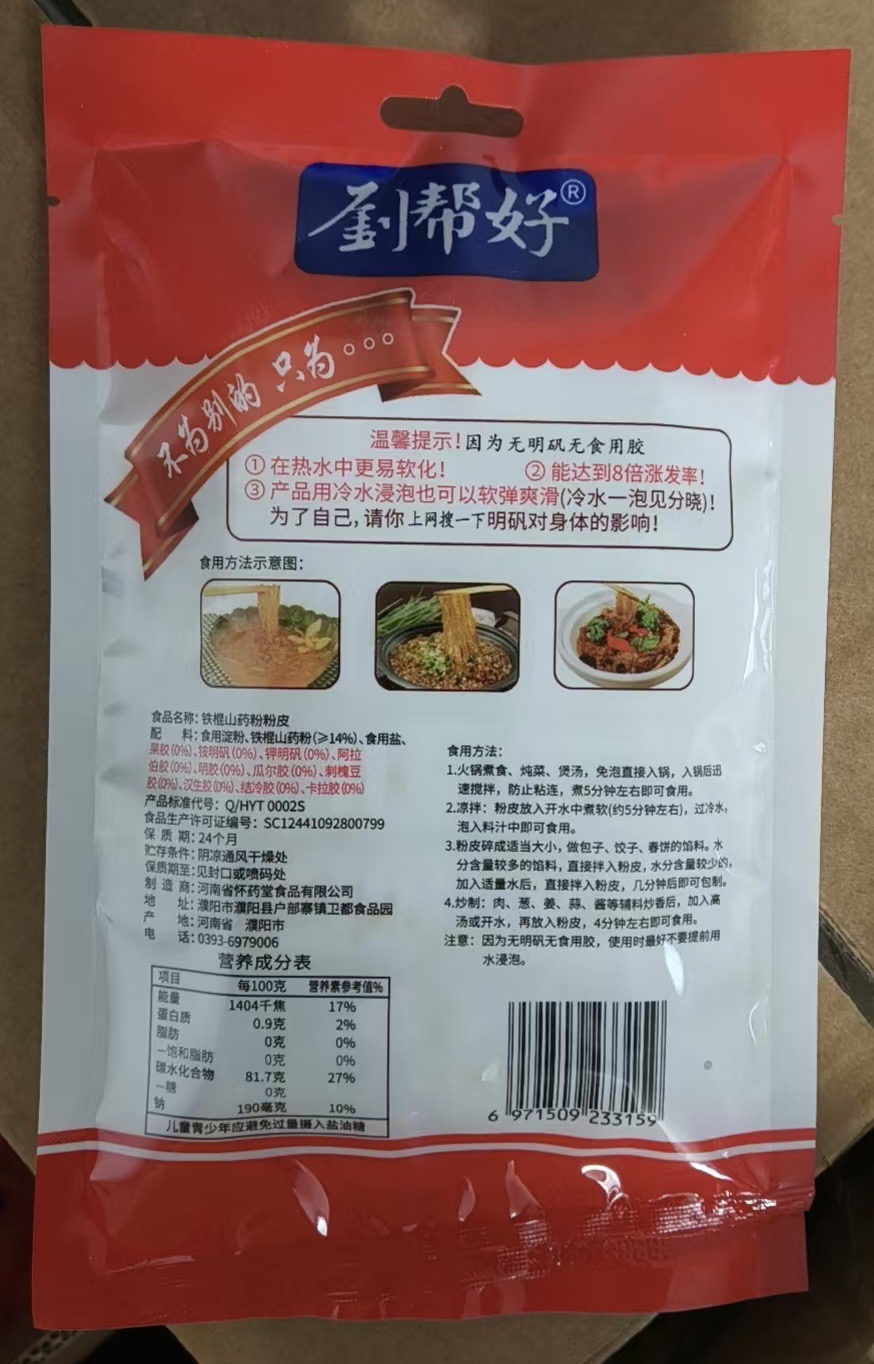 劉帮好®
不为别的 只为。。。
温馨提示!因为无明矾无食用胶
① 在热水中更易软化! ② 能达到8倍涨发率!
③ 产品用冷水浸泡也可以软弹爽滑(冷水一泡见分晓)!
为了自己,请你上网搜一下明矾对身体的影响!
食用方法示意图:
食品名称: 铁棍山药粉粉皮
配 料: 食用淀粉、铁棍山药粉(≥14%)、食用盐、
果胶(0%)、铵明矾(0%)、钾明矾(0%)、阿拉
伯胶(0%)、明胶(0%)、瓜尔胶(0%)、刺槐豆
胶(0%)、汉生胶(0%)、结冷胶(0%)、卡拉胶(0%)
产品标准代号: Q/HYT 0002S
食品生产许可证编号: SC12441092800799
保 质 期: 24个月
贮存条件: 阴凉通风干燥处
保质期至: 见封口或喷码处
制 造 商: 河南省怀药堂食品有限公司
地 址: 濮阳市濮阳县户部寨镇卫都食品园
产 地: 河南省 濮阳市
电 话: 0393-6979006
营养成分表
项目 每100克 营养素参考值%
能量 1404千焦 17%
蛋白质 0.9克 2%
脂肪 0克 0%
—饱和脂肪 0克 0%
碳水化合物 81.7克 27%
—糖 0克
钠 190毫克 10%
儿童青少年应避免过量摄入盐油糖
食用方法:
1.火锅煮食、炖菜、煲汤,免泡直接入锅,入锅后迅
速搅拌,防止粘连,煮5分钟左右即可食用。
2.凉拌:粉皮放入开水中煮软(约5分钟左右),过冷水,
泡入料汁中即可食用。
3.粉皮碎成适当大小,做包子、饺子、春饼的馅料。水
分含量较多的馅料,直接拌入粉皮,水分含量较少的,
加入适量水后,直接拌入粉皮,几分钟后即可包制。
4.炒制:肉、葱、姜、蒜、酱等辅料炒香后,加入高
汤或开水,再放入粉皮,4分钟左右即可食用。
注意:因为无明矾无食用胶,使用时最好不要提前用
水浸泡。
6 971509 233159